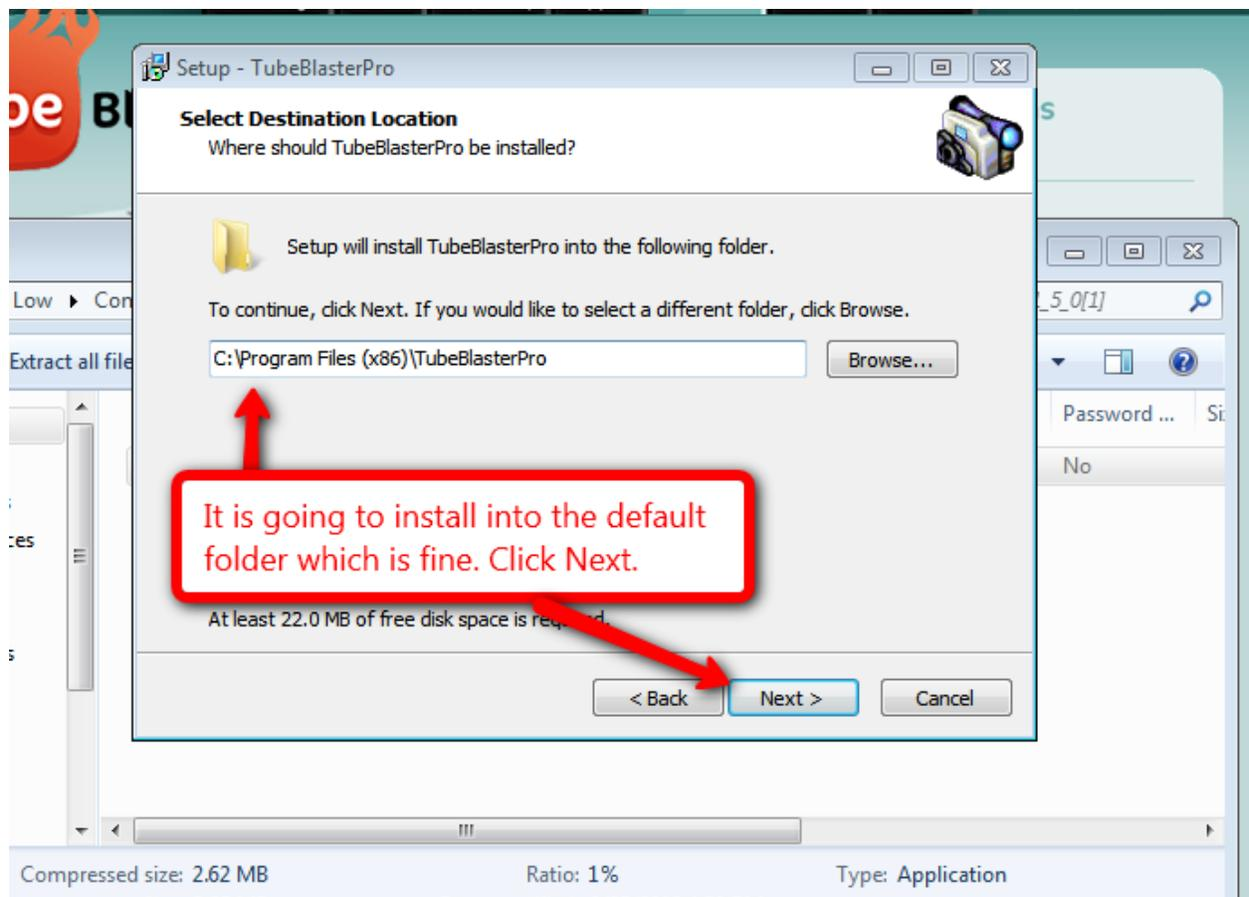 Setup - TubeBlasterPro
Select Destination Location
Where should TubeBlasterPro be installed?
Setup will install TubeBlasterPro into the following folder.
Low Con
_5_0[1]
To continue, click Next. If you would like to select a different folder, click Browse.
Extract all file
C:\Program Files (x86)\TubeBlasterPro
Browse...
Password ...
No
It is going to install into the default
folder which is fine. Click Next.
At least 22.0 MB of free disk space is
< Back
Next >
Cancel
Compressed size: 2.62 MB
Ratio: 1%
Type: Application